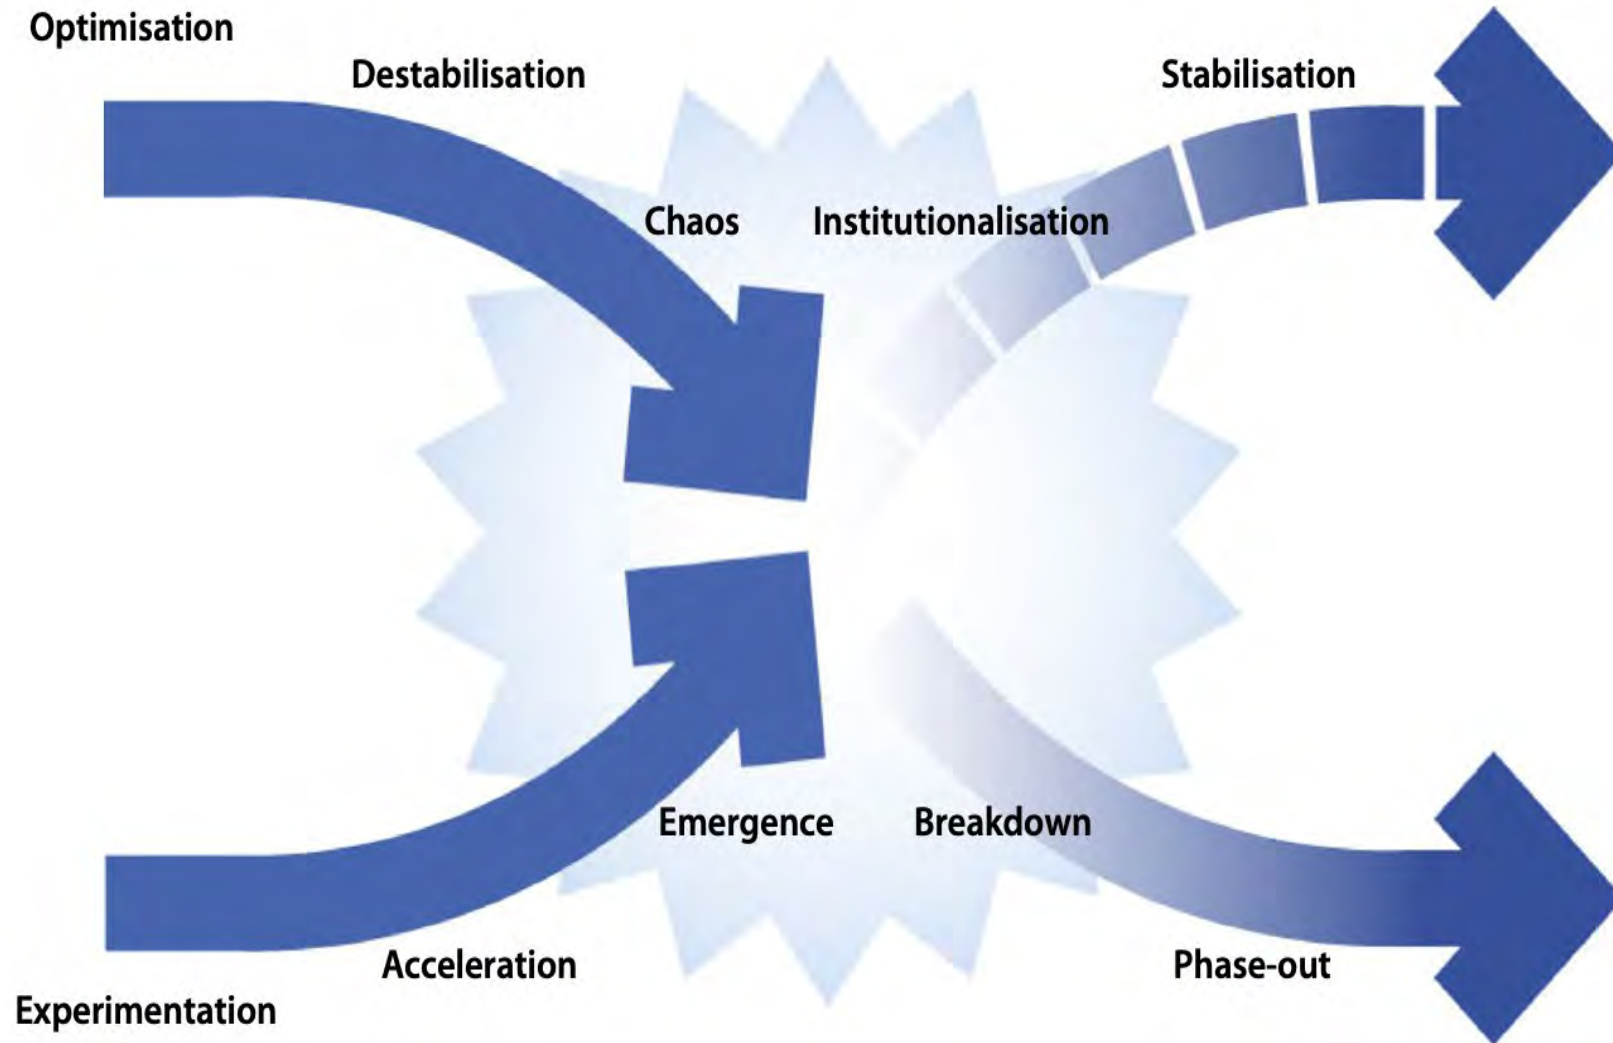 Optimisation
Destabilisation
Stabilisation
Chaos
Institutionalisation
Emergence
Breakdown
Acceleration
Phase-out
Experimentation